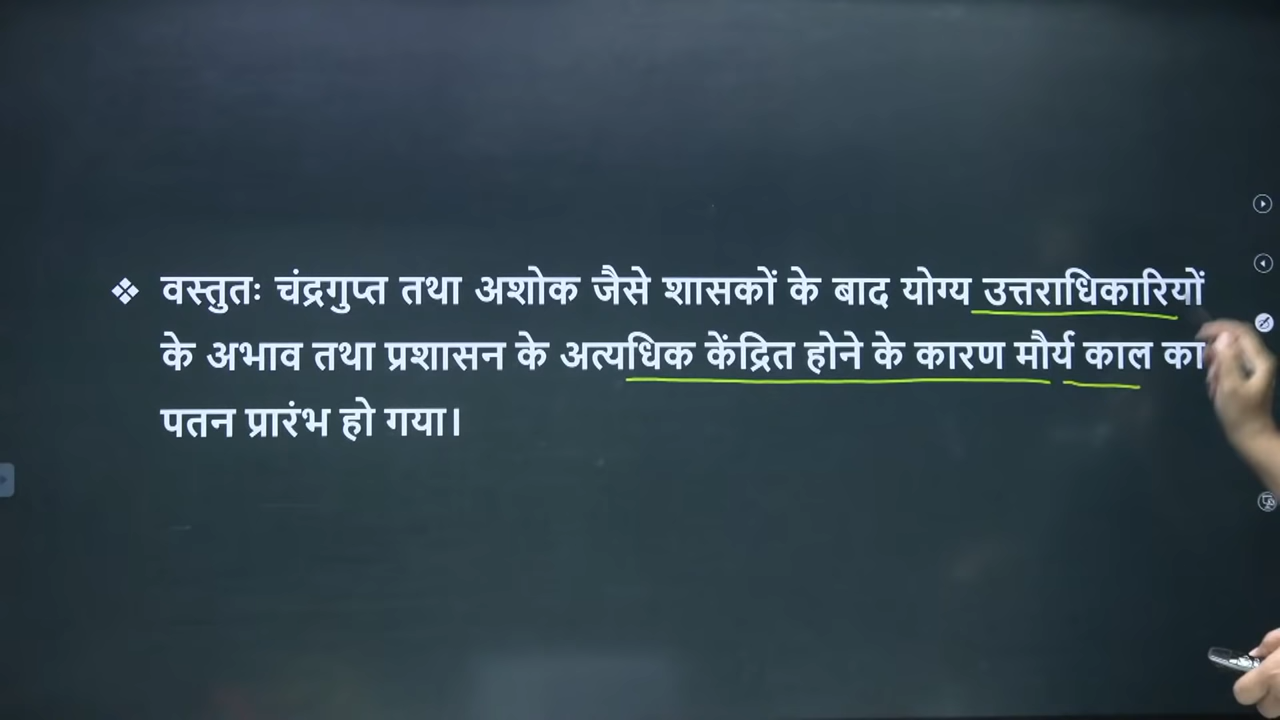 ❖ वस्तुतः चंद्रगुप्त तथा अशोक जैसे शासकों के बाद योग्य उत्तराधिकारियों
के अभाव तथा प्रशासन के अत्यधिक केंद्रित होने के कारण मौर्य काल का
पतन प्रारंभ हो गया।